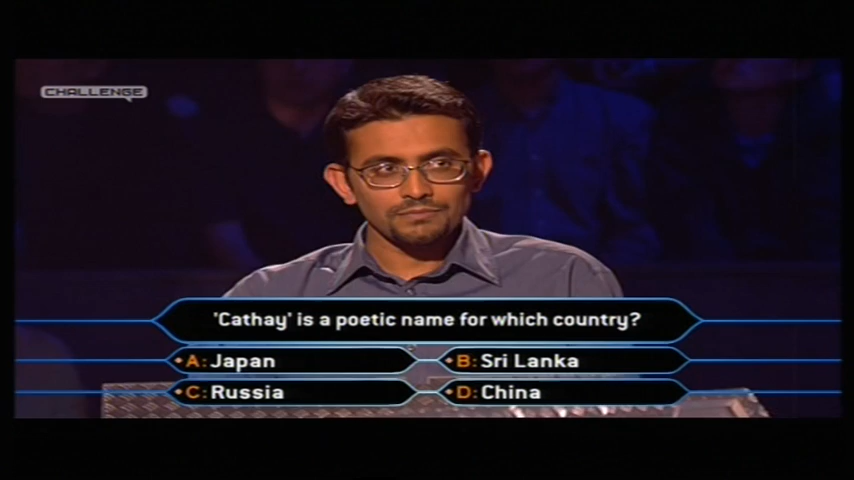 CHALLENGE
'Cathay' is a poetic name for which country?
A: Japan
B: Sri Lanka
C: Russia
D: China